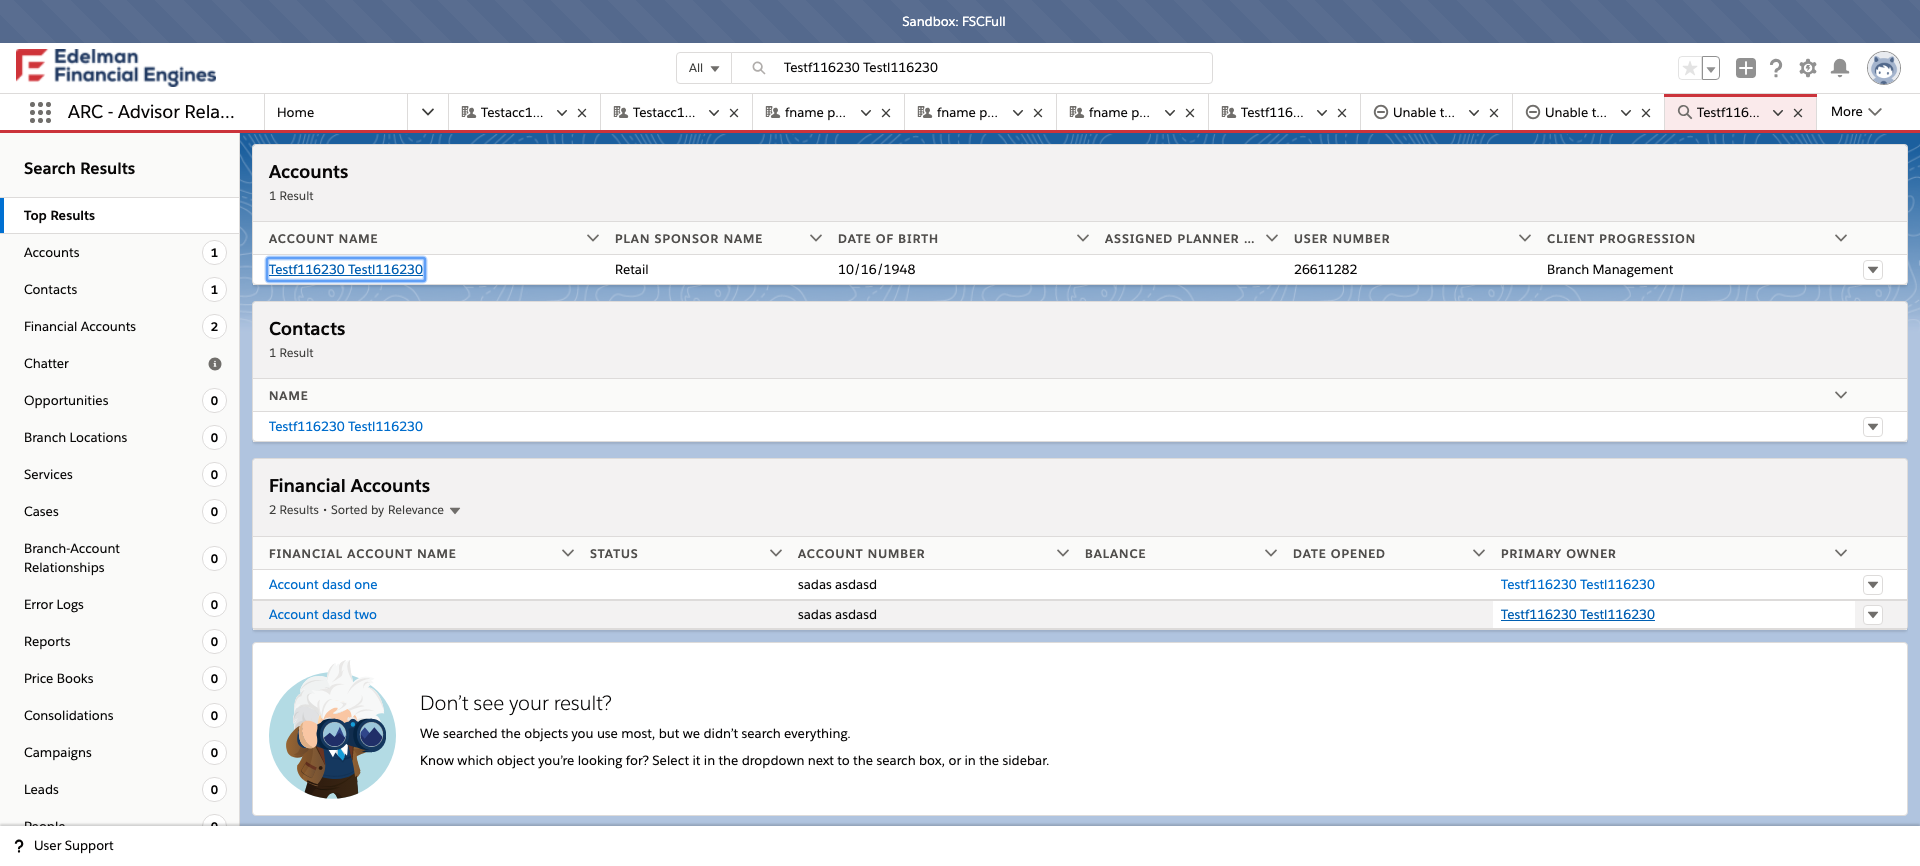 Sandbox: FSCFull
Edelman
Financial Engines
All
Testf116230 Testl116230
ARC - Advisor Rela...
Home
Testacc1...
Testacc1...
fname p...
fname p...
fname p...
Testf116...
Unable t...
Unable t...
Testf116...
More
Search Results
Top Results
Accounts 1
Contacts 1
Financial Accounts 2
Chatter
Opportunities 0
Branch Locations 0
Services 0
Cases 0
Branch-Account
Relationships 0
Error Logs 0
Reports 0
Price Books 0
Consolidations 0
Campaigns 0
Leads 0
People 0
Accounts
1 Result
ACCOUNT NAME PLAN SPONSOR NAME DATE OF BIRTH ASSIGNED PLANNER ... USER NUMBER CLIENT PROGRESSION
Testf116230 Testl116230 Retail 10/16/1948 26611282 Branch Management
Contacts
1 Result
NAME
Testf116230 Testl116230
Financial Accounts
2 Results • Sorted by Relevance
FINANCIAL ACCOUNT NAME STATUS ACCOUNT NUMBER BALANCE DATE OPENED PRIMARY OWNER
Account dasd one sadas asdasd Testf116230 Testl116230
Account dasd two sadas asdasd Testf116230 Testl116230
Don't see your result?
We searched the objects you use most, but we didn't search everything.
Know which object you're looking for? Select it in the dropdown next to the search box, or in the sidebar.
? User Support